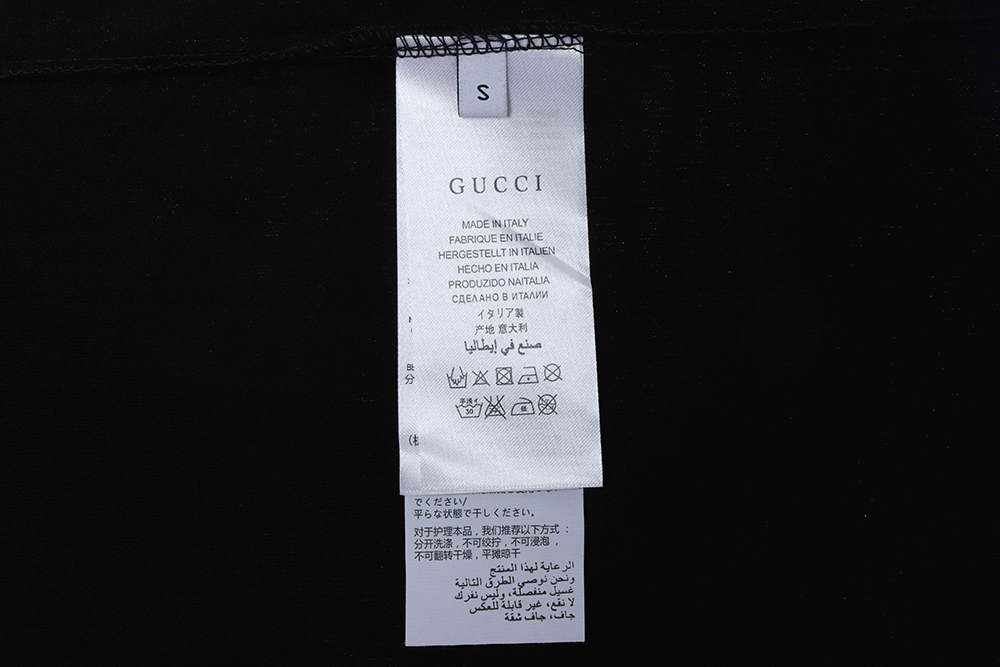 S
GUCCI
MADE IN ITALY
FABRIQUE EN ITALIE
HERGESTELLT IN ITALIEN
HECHO EN ITALIA
PRODUZIDO NAITALIA
СДЕЛАНО В ИТАЛИИ
イタリア製
产地 意大利
صنع في إيطاليا
手洗イ
30
低
でください/
平らな状態で干しください。
对于护理本品，我们推荐以下方式：
分开洗涤，不可绞拧，不可浸泡，
不可翻转干燥，平摊晾干
الرعاية لهذا المنتج
ونحن نوصي الطرق التالية
غسيل منفصلة، وليس نفرك
لا نقع، غير قابلة للعكس
جاف، جاف شقة